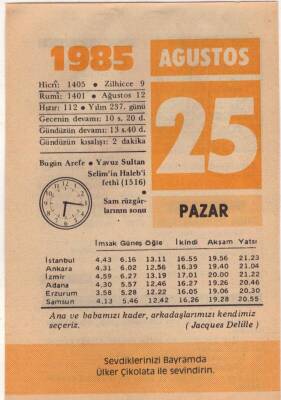 1985
AĞUSTOS
Hicrî: 1405 • Zilhicce 9
Rumî: 1401 • Ağustos 12
Hızır: 112 • Yılın 237. günü
Gecenin devamı: 10 s, 20 d.
Gündüzün devamı: 13 s. 40 d.
Gündüzün kısalışı: 2 dakika
25
Bugün Arefe • Yavuz Sultan
Selim'in Haleb'i
fethi (1516)
•
Sam rüzgâr-
larının sonu
PAZAR
İmsak Güneş Öğle İkindi Akşam Yatsı
İstanbul 4,43 6.16 13.11 16.55 19.56 21.23
Ankara 4.31 6.02 12.56 16.39 19.40 21.04
İzmir 4.59 6.27 13.19 17.01 20.00 21.22
Adana 4.30 5.57 12.46 16.27 19.26 20.46
Erzurum 3.58 5.28 12.22 16.05 19.06 20.30
Samsun 4.13 5.46 12.42 16.26 19.28 20.55
Ana ve babamızı kader, arkadaşlarımızı kendimiz
seçeriz. ( Jacques Delille )
Sevdiklerinizi Bayramda
Ülker Çikolata ile sevindirin.